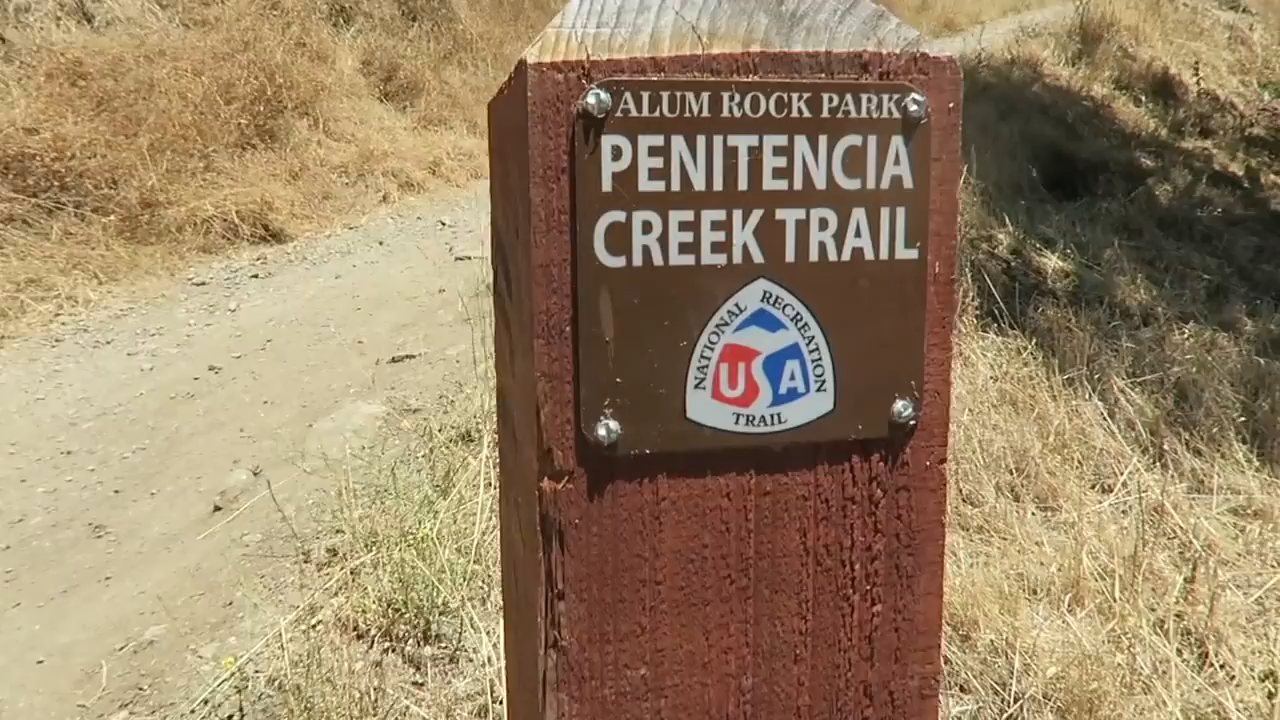 ALUM ROCK PARK
PENITENCIA
CREEK TRAIL
NATIONAL RECREATION
USA
TRAIL